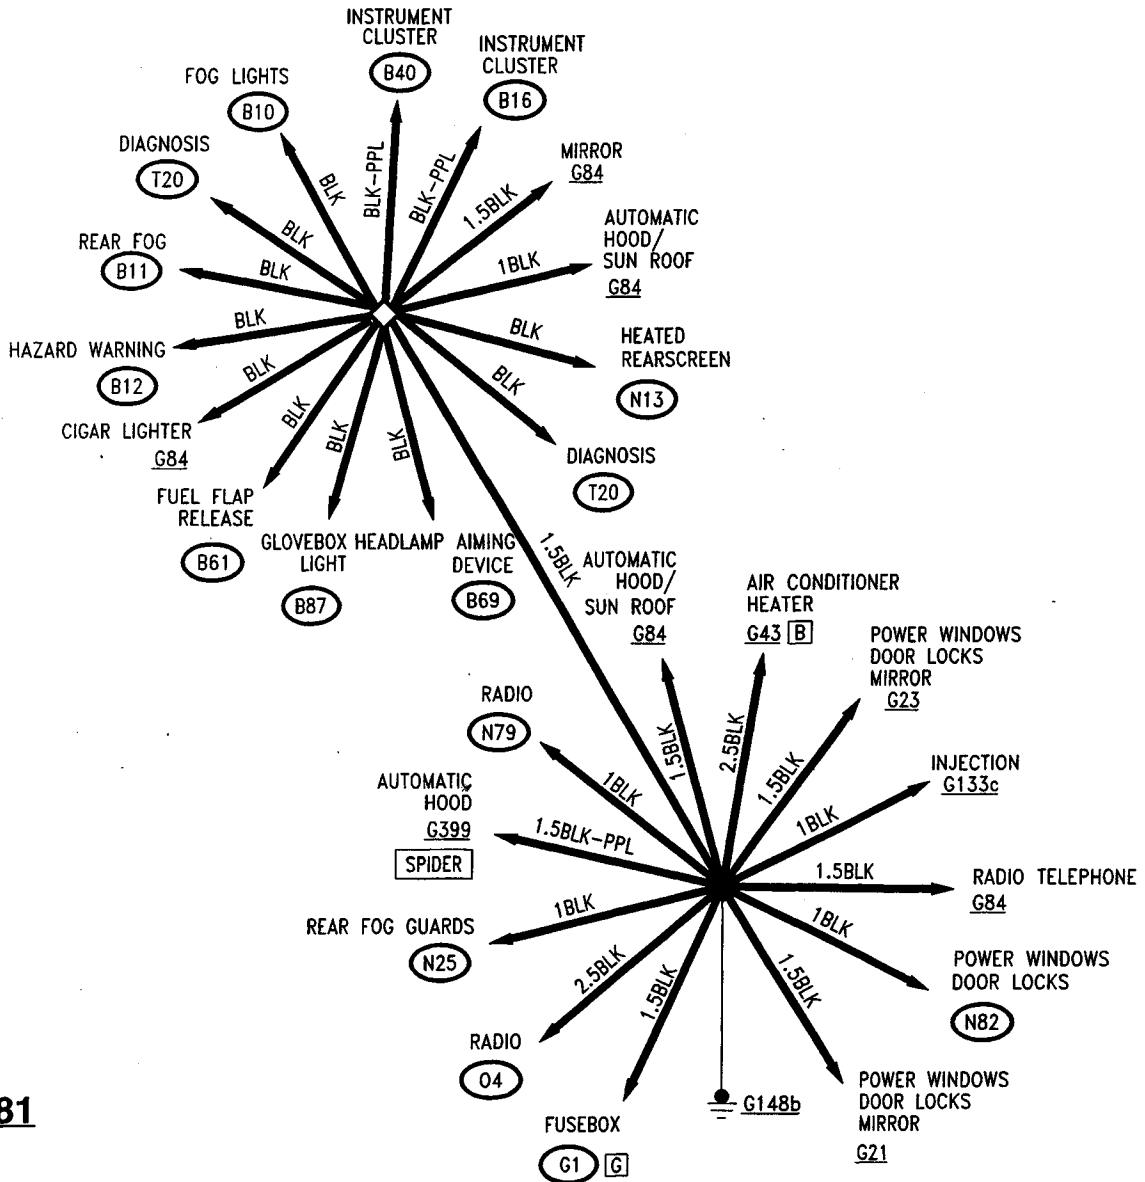 INSTRUMENT
CLUSTER
B40
INSTRUMENT
CLUSTER
B16
FOG LIGHTS
B10
DIAGNOSIS
T20
REAR FOG
B11
HAZARD WARNING
B12
CIGAR LIGHTER
G84
FUEL FLAP
RELEASE
B61
GLOVEBOX
LIGHT
B87
HEADLAMP AIMING
DEVICE
B69
MIRROR
G84
AUTOMATIC
HOOD/
SUN ROOF
G84
HEATED
REARSCREEN
N13
DIAGNOSIS
T20
BLK
BLK-PPL
BLK-PPL
1.5BLK
1BLK
BLK
BLK
BLK
BLK
BLK
BLK
BLK
BLK
BLK
1.5BLK
AUTOMATIC
HOOD/
SUN ROOF
G84
AIR CONDITIONER
HEATER
G43 B
POWER WINDOWS
DOOR LOCKS
MIRROR
G23
INJECTION
G133c
RADIO TELEPHONE
G84
POWER WINDOWS
DOOR LOCKS
N82
POWER WINDOWS
DOOR LOCKS
MIRROR
G21
G148b
FUSEBOX
G1 G
RADIO
O4
REAR FOG GUARDS
N25
AUTOMATIC
HOOD
G399
SPIDER
RADIO
N79
1.5BLK
2.5BLK
1.5BLK
1BLK
1.5BLK
1BLK
1.5BLK
1.5BLK
2.5BLK
1BLK
1.5BLK-PPL
1BLK
81